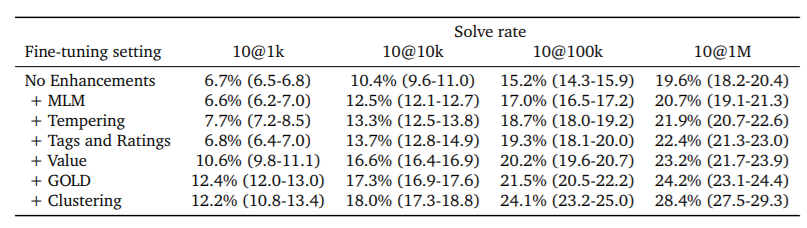 Solve rate
Fine-tuning setting 10@1k 10@10k 10@100k 10@1M
No Enhancements 6.7% (6.5-6.8) 10.4% (9.6-11.0) 15.2% (14.3-15.9) 19.6% (18.2-20.4)
+ MLM 6.6% (6.2-7.0) 12.5% (12.1-12.7) 17.0% (16.5-17.2) 20.7% (19.1-21.3)
+ Tempering 7.7% (7.2-8.5) 13.3% (12.5-13.8) 18.7% (18.0-19.2) 21.9% (20.7-22.6)
+ Tags and Ratings 6.8% (6.4-7.0) 13.7% (12.8-14.9) 19.3% (18.1-20.0) 22.4% (21.3-23.0)
+ Value 10.6% (9.8-11.1) 16.6% (16.4-16.9) 20.2% (19.6-20.7) 23.2% (21.7-23.9)
+ GOLD 12.4% (12.0-13.0) 17.3% (16.9-17.6) 21.5% (20.5-22.2) 24.2% (23.1-24.4)
+ Clustering 12.2% (10.8-13.4) 18.0% (17.3-18.8) 24.1% (23.2-25.0) 28.4% (27.5-29.3)